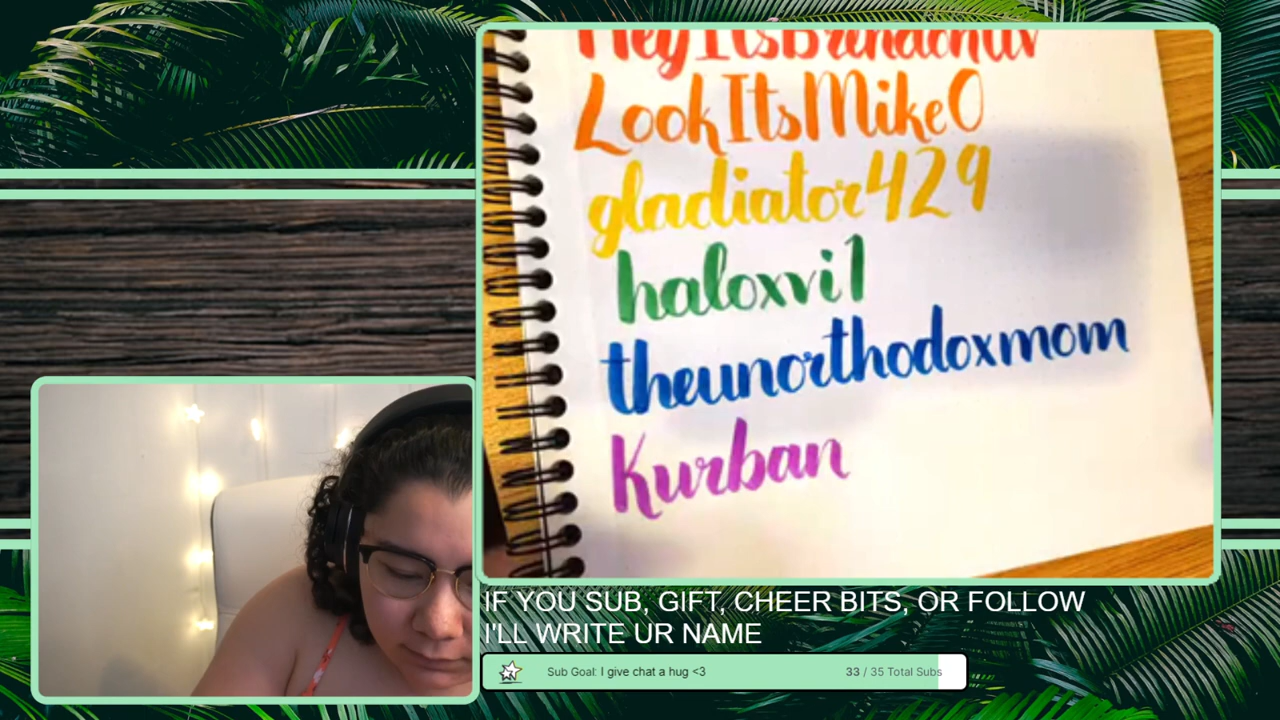 LookItsMikeO
gladiator429
haloxvi1
theunorthodoxmom
Kurban
IF YOU SUB, GIFT, CHEER BITS, OR FOLLOW
I'LL WRITE UR NAME
Sub Goal: I give chat a hug <3
33 / 35 Total Subs